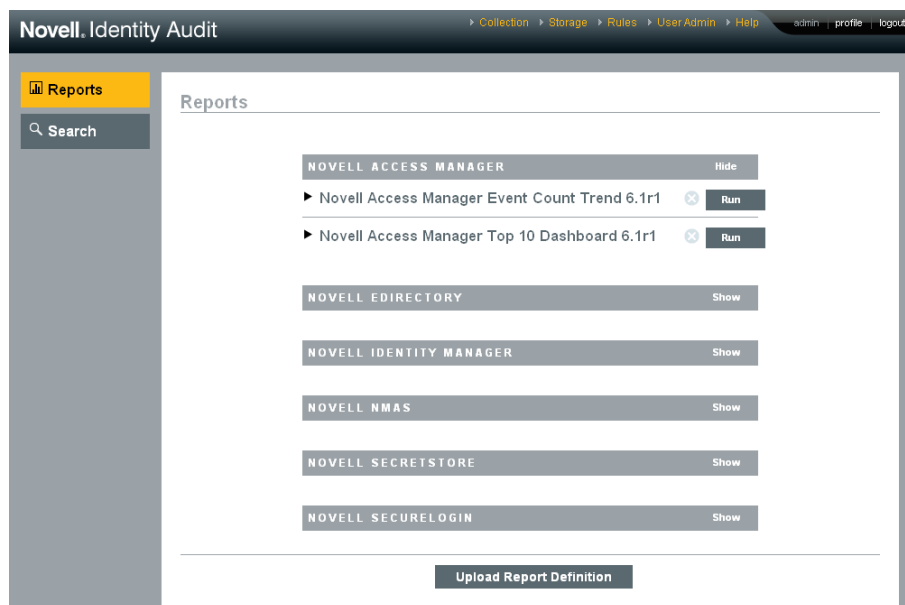 Novell. Identity Audit
Collection Storage Rules User Admin Help admin profile logout
Reports
Search
Reports
NOVELL ACCESS MANAGER Hide
Novell Access Manager Event Count Trend 6.1r1 Run
Novell Access Manager Top 10 Dashboard 6.1r1 Run
NOVELL EDIRECTORY Show
NOVELL IDENTITY MANAGER Show
NOVELL NMAS Show
NOVELL SECRETSTORE Show
NOVELL SECURELOGIN Show
Upload Report Definition